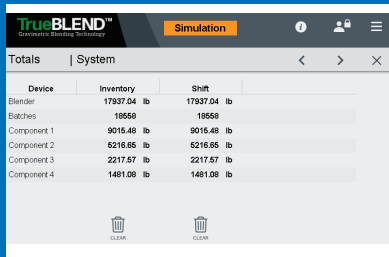 TrueBLEND™
Gravimetric Blending Technology
Simulation
Totals | System
Device Inventory Shift
Blender 17937.04 lb 17937.04 lb
Batches 18558 18558
Component 1 9015.48 lb 9015.48 lb
Component 2 5216.65 lb 5216.65 lb
Component 3 2217.57 lb 2217.57 lb
Component 4 1481.08 lb 1481.08 lb
CLEAR CLEAR